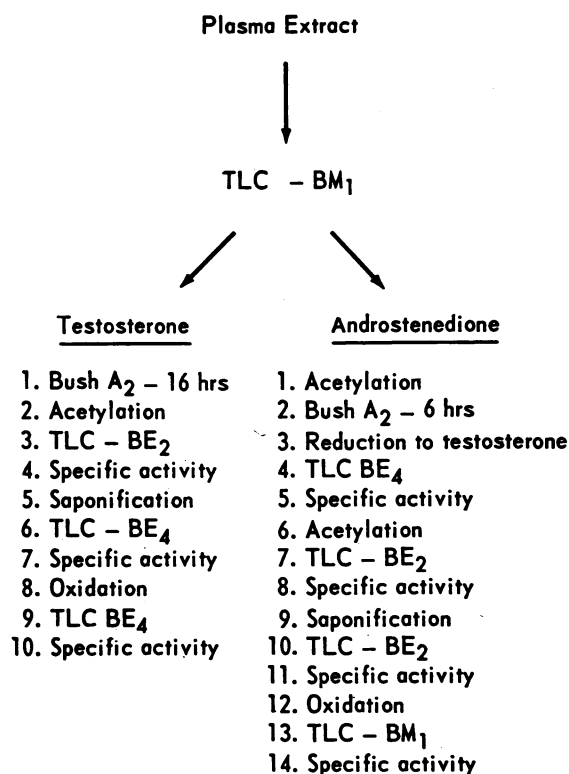 Plasma Extract
TLC – BM₁
Testosterone
1. Bush A₂ – 16 hrs
2. Acetylation
3. TLC – BE₂
4. Specific activity
5. Saponification
6. TLC – BE₄
7. Specific activity
8. Oxidation
9. TLC BE₄
10. Specific activity
Androstenedione
1. Acetylation
2. Bush A₂ – 6 hrs
3. Reduction to testosterone
4. TLC BE₄
5. Specific activity
6. Acetylation
7. TLC – BE₂
8. Specific activity
9. Saponification
10. TLC – BE₂
11. Specific activity
12. Oxidation
13. TLC – BM₁
14. Specific activity